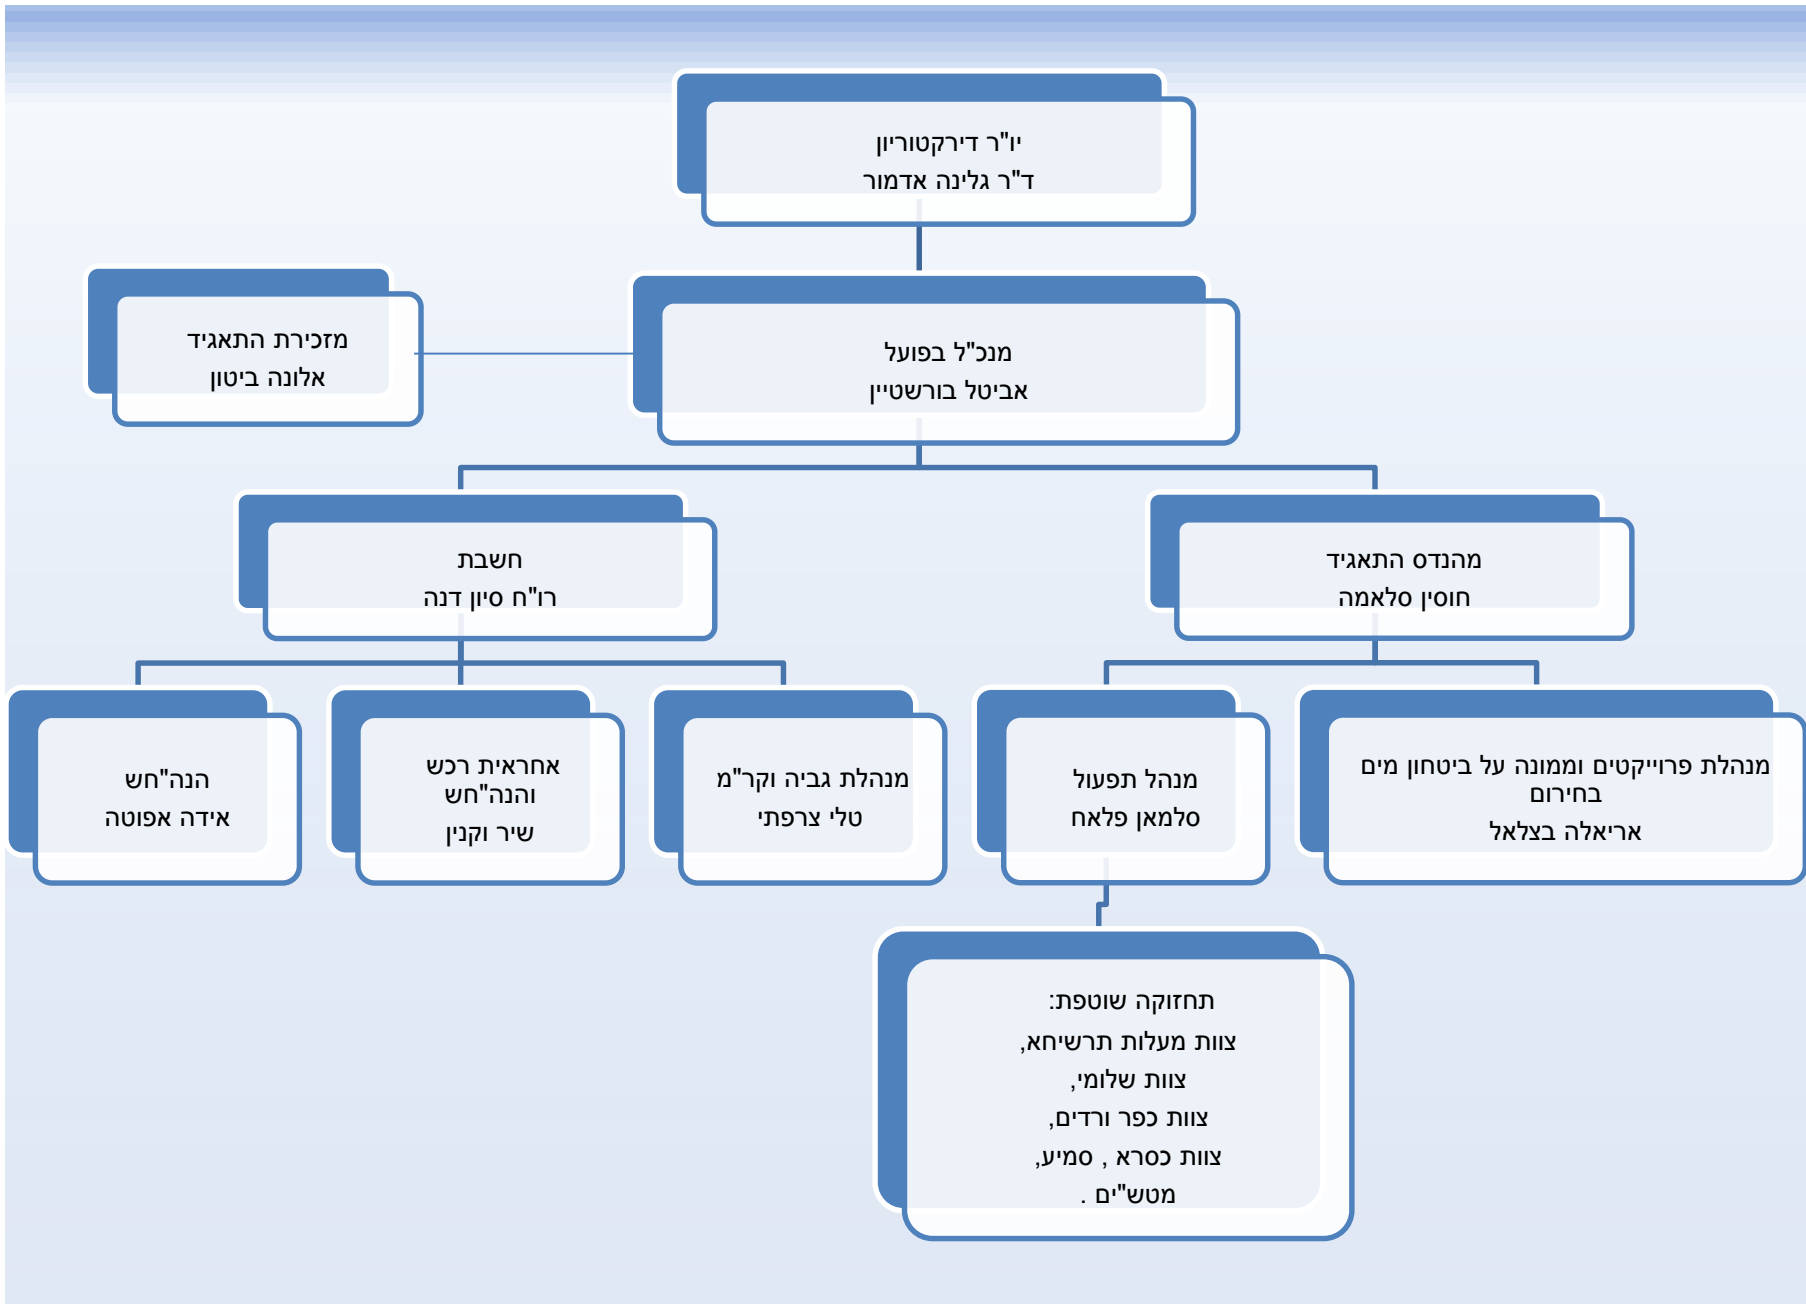 יו"ר דירקטוריון
ד"ר גלינה אדמור
מנכ"ל בפועל
אביטל בורשטיין
מזכירת התאגיד
אלונה ביטון
מהנדס התאגיד
חוסין סלאמה
חשבת
רו"ח סיון דנה
מנהלת פרוייקטים וממונה על ביטחון מים
בחירום
אריאלה בצלאל
מנהל תפעול
סלמאן פלאח
מנהלת גביה וקר"מ
טלי צרפתי
אחראית רכש
והנה"חש
שיר וקנין
הנה"חש
אידה אפוטה
תחזוקה שוטפת:
צוות מעלות תרשיחא,
צוות שלומי,
צוות כפר ורדים,
צוות כסרא , סמיע,
מטש"ים .